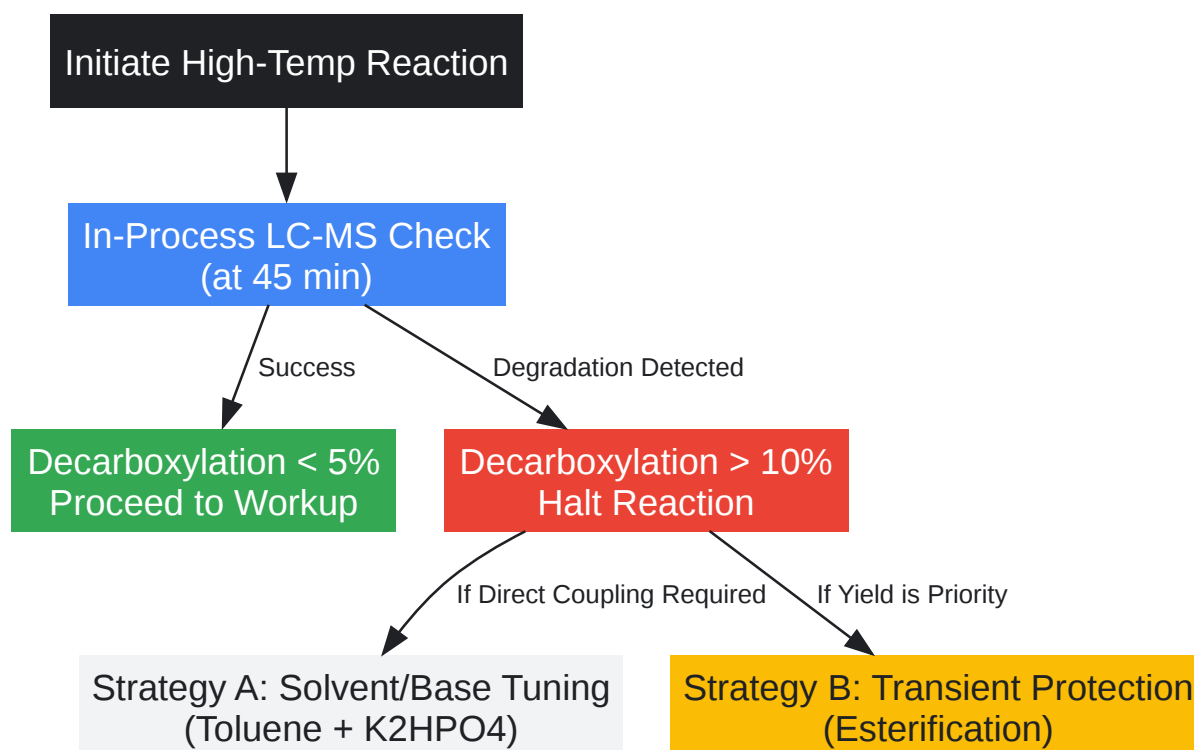 Initiate High-Temp Reaction
In-Process LC-MS Check
(at 45 min)
Success
Degradation Detected
Decarboxylation < 5%
Proceed to Workup
Decarboxylation > 10%
Halt Reaction
If Direct Coupling Required
If Yield is Priority
Strategy A: Solvent/Base Tuning
(Toluene + K2HPO4)
Strategy B: Transient Protection
(Esterification)